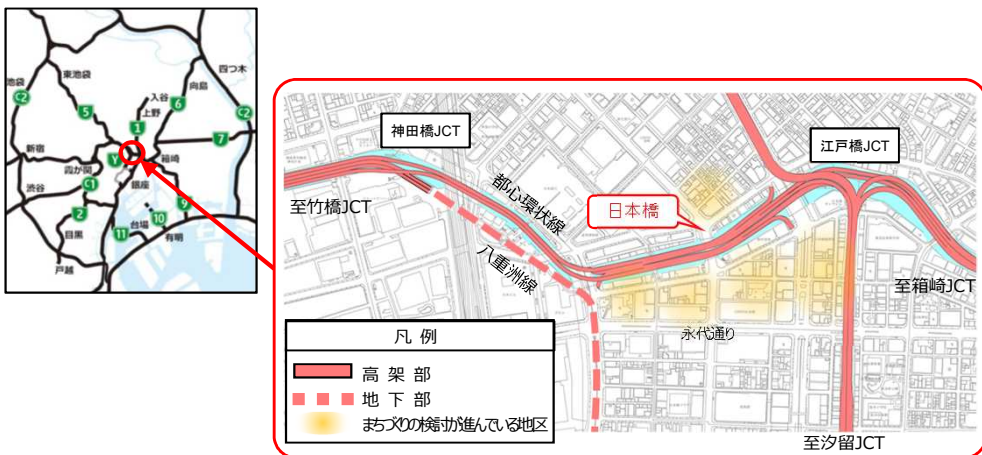 四つ木
池袋
東池袋
向島
C2
入谷
上野
6
C2
5
1
7
新宿
Y
箱崎
霞が関
渋谷
C1
銀座
2
9
台場
10
目黒
11
有明
戸越
神田橋JCT
江戸橋JCT
都心環状線
至竹橋JCT
日本橋
八重洲線
至箱崎JCT
永代通り
凡 例
高 架 部
地 下 部
まちづくりの検討が進んでいる地区
至汐留JCT